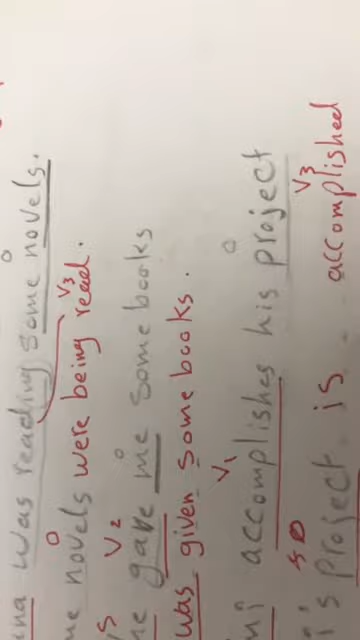 was reading some novels.
novels were being read.
gave me some books
was given some books.
accomplishes his project
project is accomplished